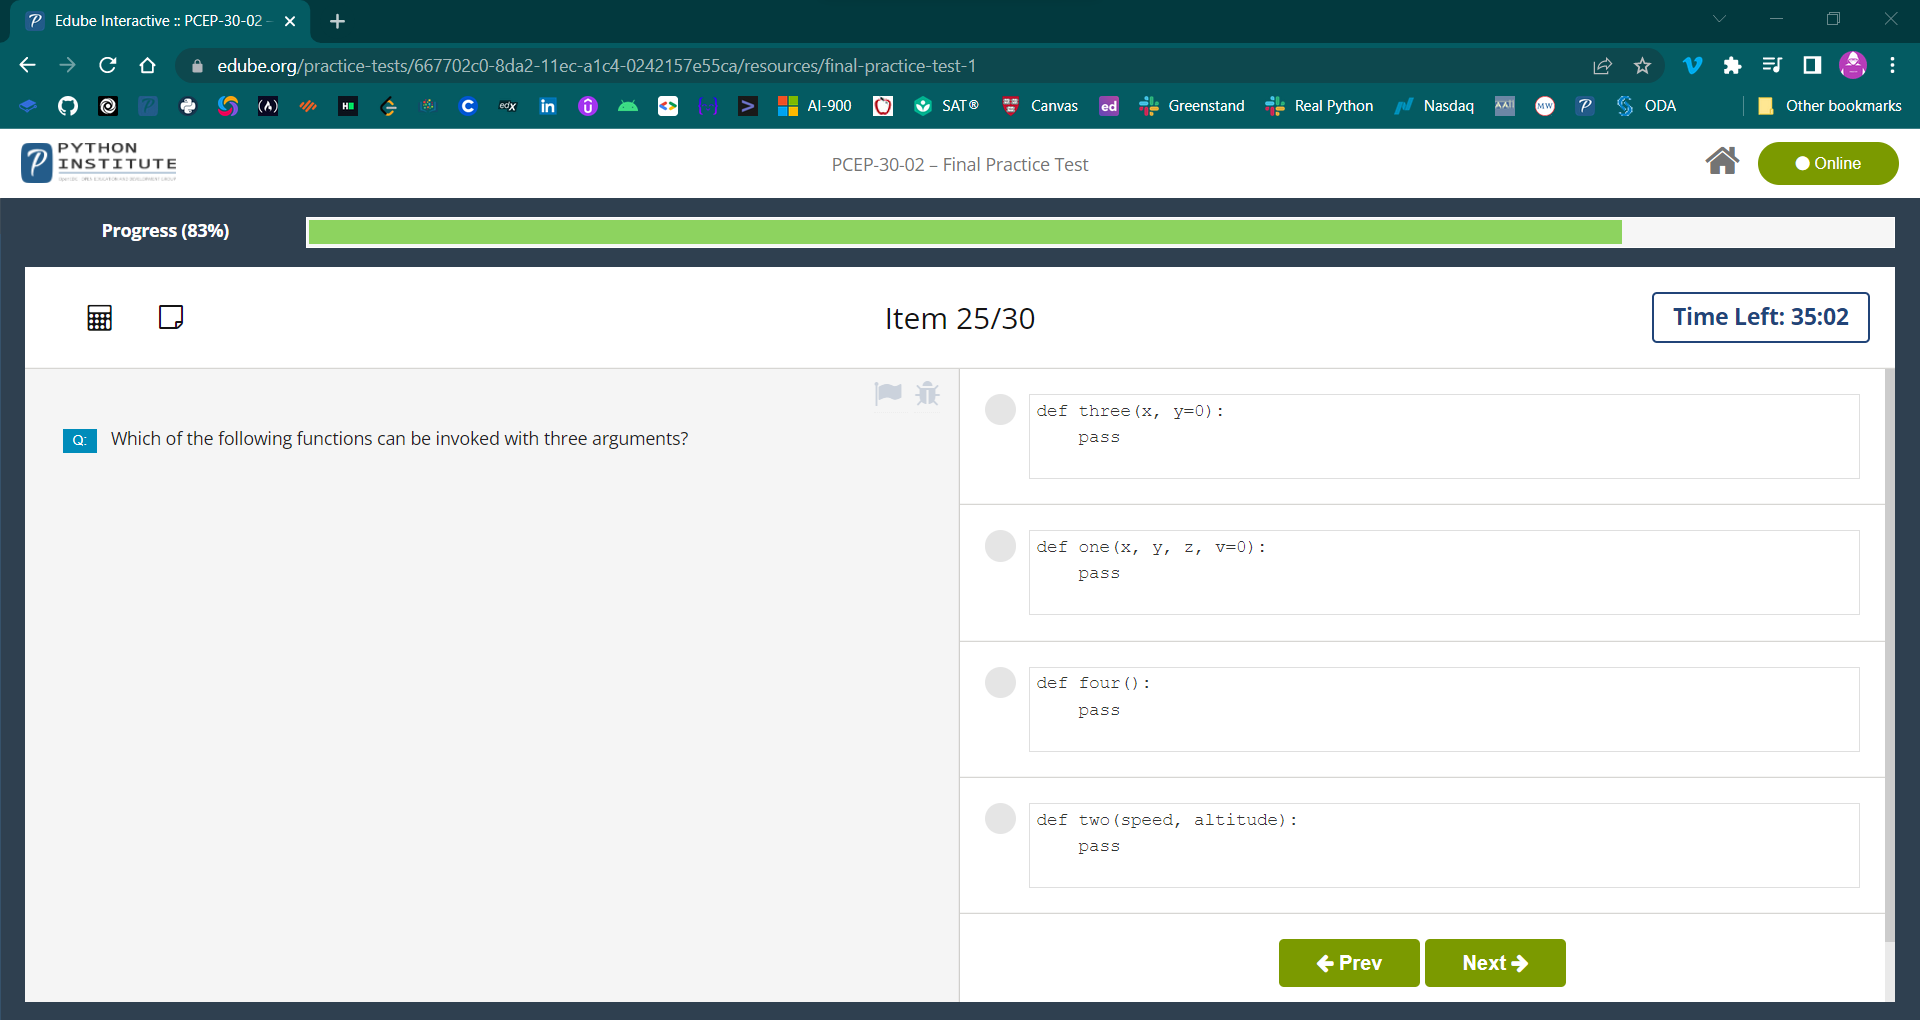 Edube Interactive :: PCEP-30-02 -
edube.org/practice-tests/667702c0-8da2-11ec-a1c4-0242157e55ca/resources/final-practice-test-1
AI-900 SAT® Canvas ed Greenstand Real Python Nasdaq ODA Other bookmarks
PYTHON
INSTITUTE
PCEP-30-02 – Final Practice Test
Online
Progress (83%)
Item 25/30
Time Left: 35:02
Q: Which of the following functions can be invoked with three arguments?
def three(x, y=0):
pass
def one(x, y, z, v=0):
pass
def four():
pass
def two(speed, altitude):
pass
Prev
Next